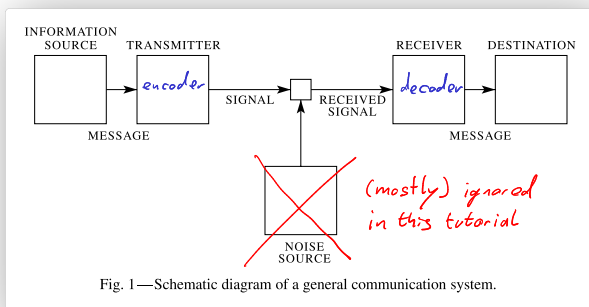 INFORMATION
SOURCE
TRANSMITTER
RECEIVER
DESTINATION
encoder
decoder
SIGNAL
RECEIVED
SIGNAL
MESSAGE
MESSAGE
(mostly) ignored
in this tutorial
NOISE
SOURCE
Fig. 1—Schematic diagram of a general communication system.